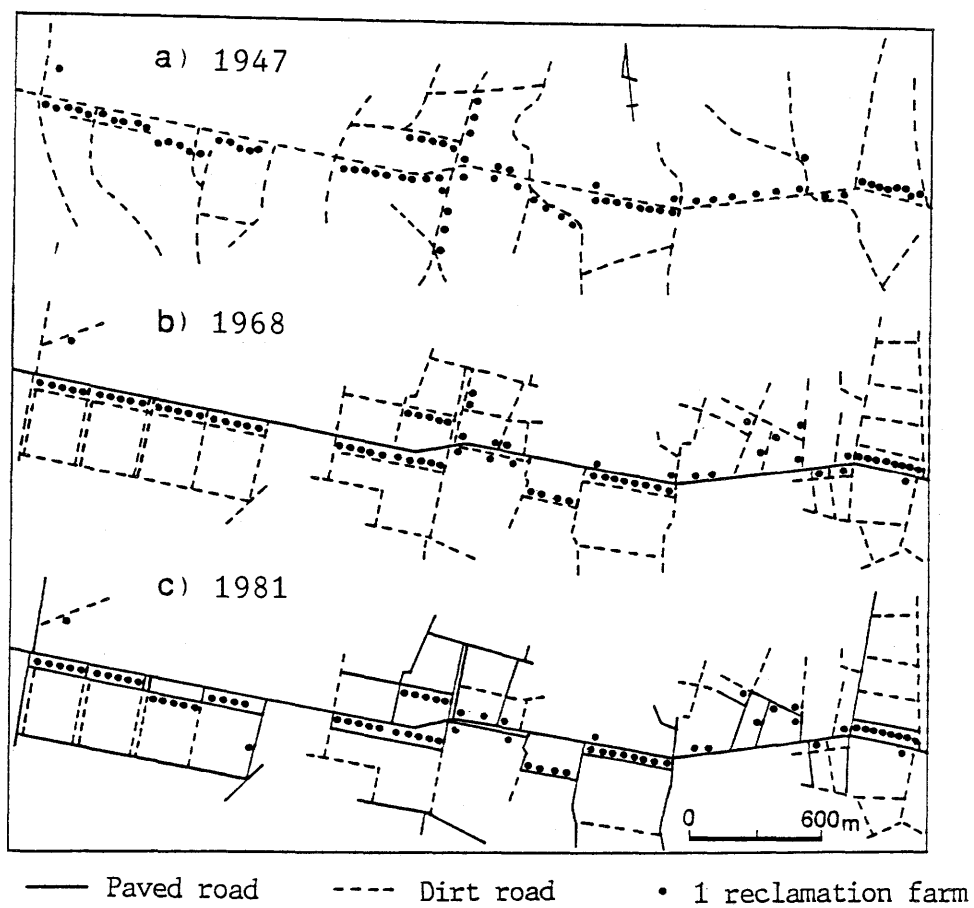 a) 1947
b) 1968
c) 1981
0 600m
Paved road Dirt road 1 reclamation farm